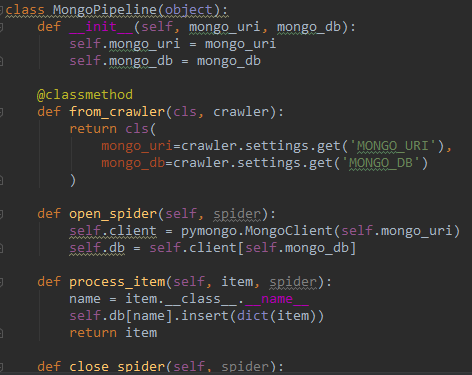 class MongoPipeline(object):
    def __init__(self, mongo_uri, mongo_db):
        self.mongo_uri = mongo_uri
        self.mongo_db = mongo_db

    @classmethod
    def from_crawler(cls, crawler):
        return cls(
            mongo_uri=crawler.settings.get('MONGO_URI'),
            mongo_db=crawler.settings.get('MONGO_DB')
        )

    def open_spider(self, spider):
        self.client = pymongo.MongoClient(self.mongo_uri)
        self.db = self.client[self.mongo_db]

    def process_item(self, item, spider):
        name = item.__class__.__name__
        self.db[name].insert(dict(item))
        return item

    def close_spider(self, spider):